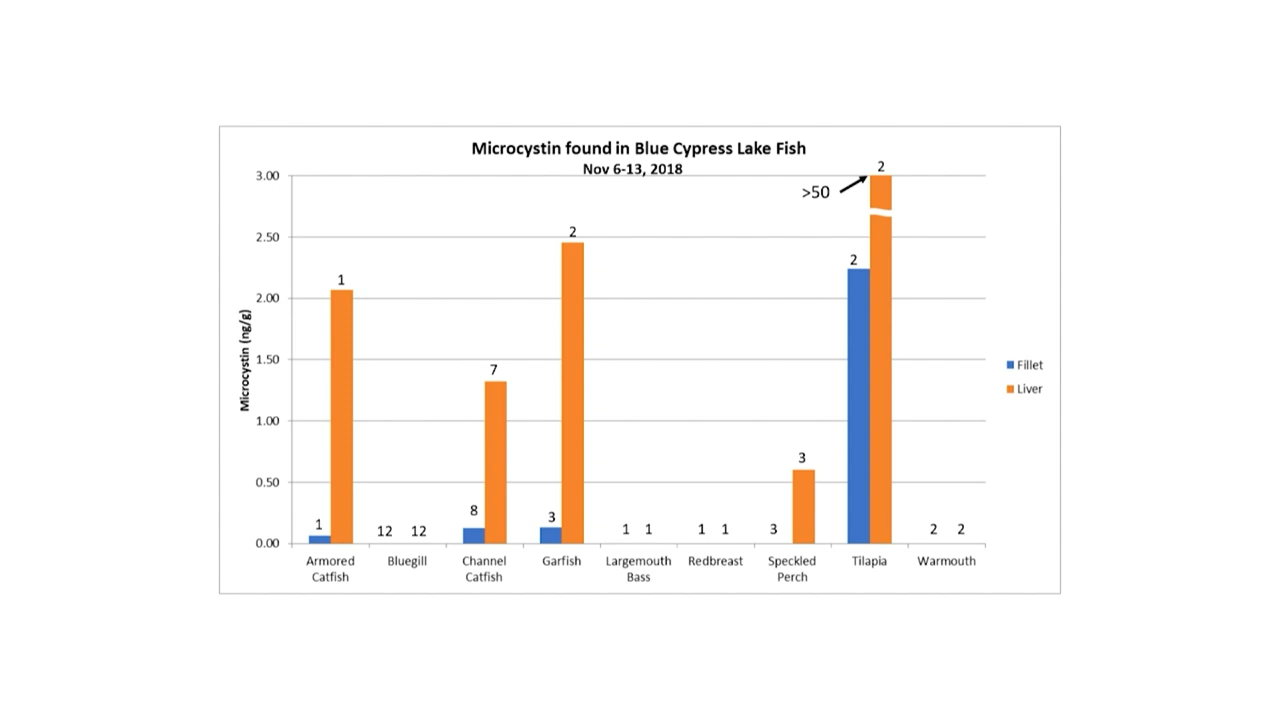 Microcystin found in Blue Cypress Lake Fish
Nov 6-13, 2018
Microcystin (ng/g)
3.00
2.50
2.00
1.50
1.00
0.50
0.00
>50
1
1
12
12
8
7
3
2
1
1
1
1
3
3
2
2
2
2
Armored
Catfish
Bluegill
Channel
Catfish
Garfish
Largemouth
Bass
Redbreast
Speckled
Perch
Tilapia
Warmouth
Fillet
Liver